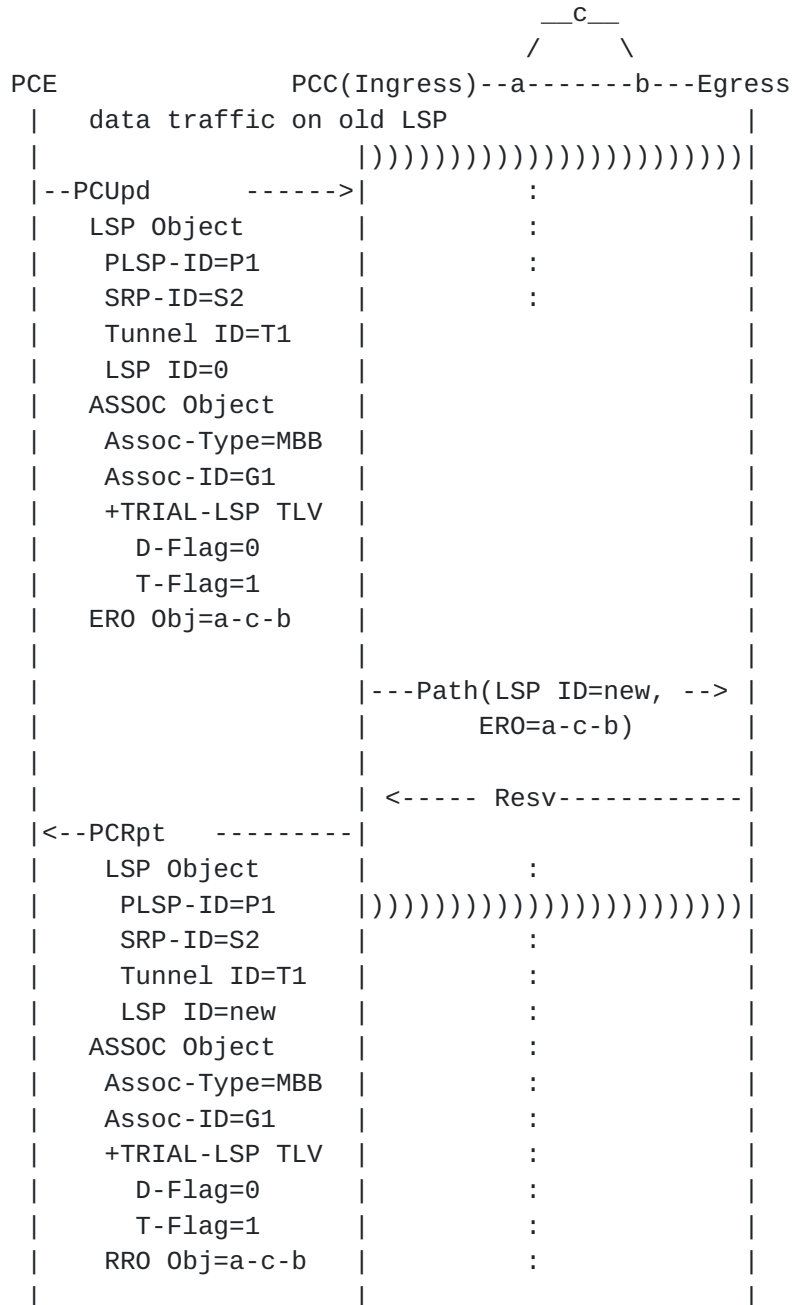 __c__
                                 /     \
PCE               PCC(Ingress)--a-------b---Egress
 |   data traffic on old LSP                   |
 |                    |))))))))))))))))))))))))|
 |--PCUpd      ------>|          :             |
 |   LSP Object       |          :             |
 |    PLSP-ID=P1      |          :             |
 |    SRP-ID=S2       |          :             |
 |    Tunnel ID=T1    |                        |
 |    LSP ID=0        |                        |
 |   ASSOC Object     |                        |
 |    Assoc-Type=MBB  |                        |
 |    Assoc-ID=G1     |                        |
 |    +TRIAL-LSP TLV  |                        |
 |      D-Flag=0      |                        |
 |      T-Flag=1      |                        |
 |   ERO Obj=a-c-b    |                        |
 |                    |                        |
 |                    |---Path(LSP ID=new, --> |
 |                    |       ERO=a-c-b)       |
 |                    |                        |
 |                    | <----- Resv------------|
 |<--PCRpt   ---------|                        |
 |    LSP Object      |          :             |
 |     PLSP-ID=P1     |))))))))))))))))))))))))|
 |     SRP-ID=S2      |          :             |
 |     Tunnel ID=T1   |          :             |
 |     LSP ID=new     |          :             |
 |   ASSOC Object     |          :             |
 |    Assoc-Type=MBB  |          :             |
 |    Assoc-ID=G1     |          :             |
 |    +TRIAL-LSP TLV  |          :             |
 |      D-Flag=0      |          :             |
 |      T-Flag=1      |          :             |
 |    RRO Obj=a-c-b   |          :             |
 |                    |                        |